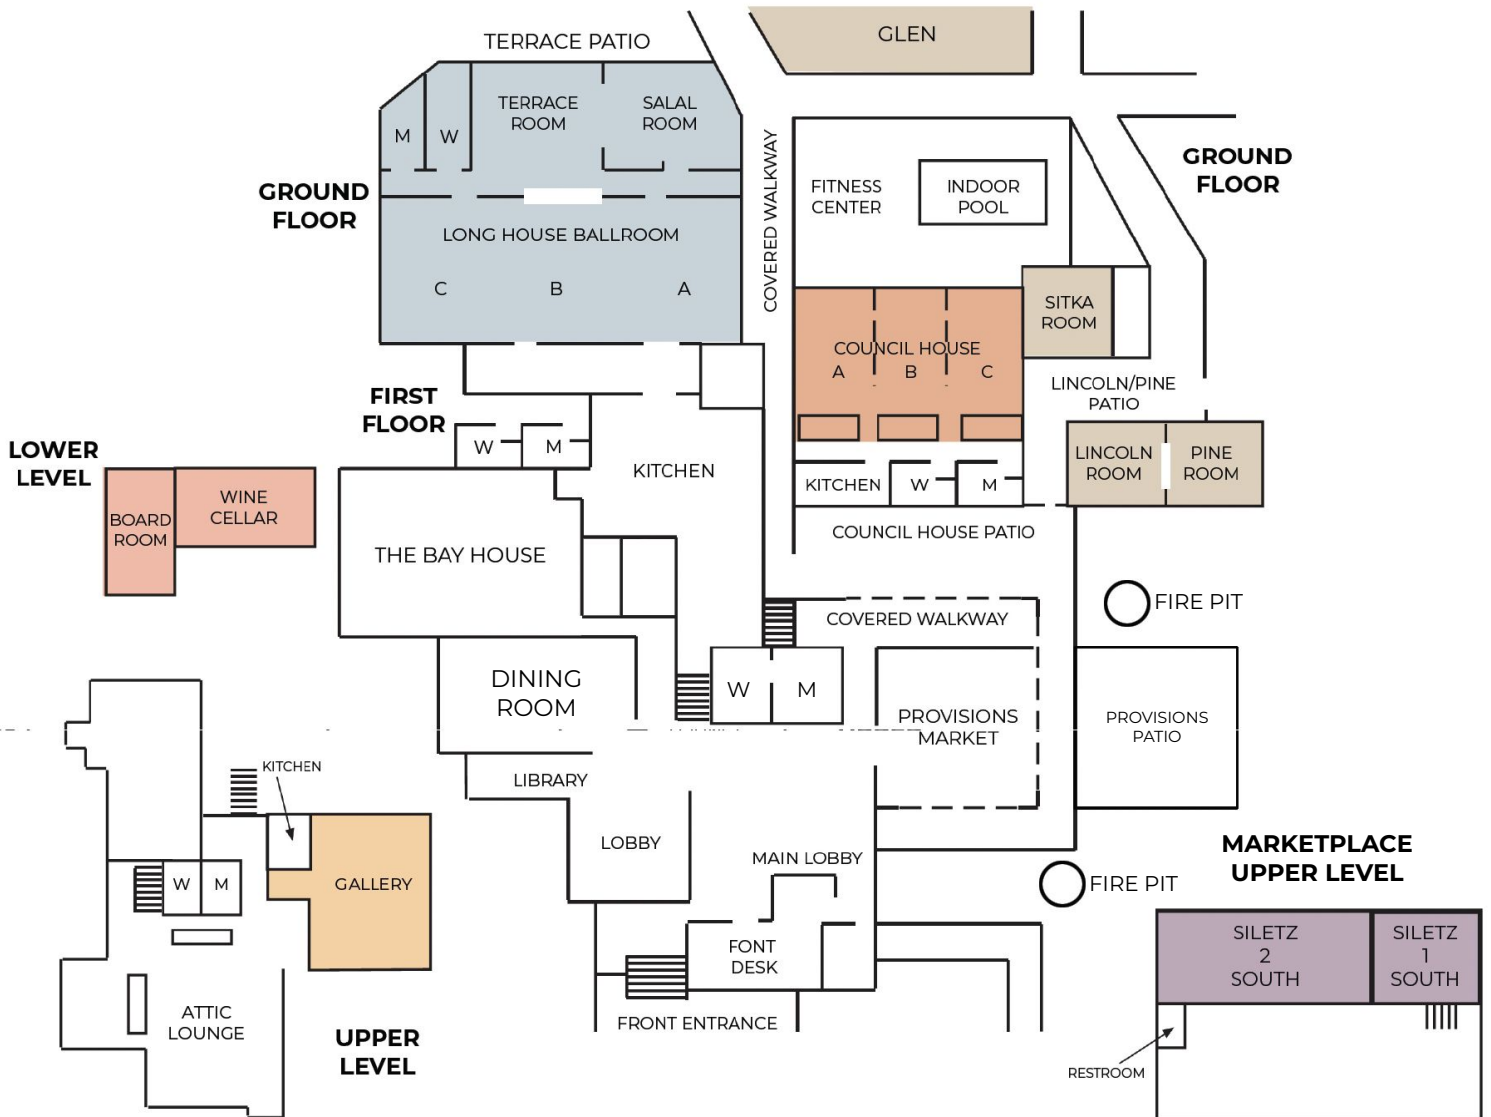 GLEN
TERRACE PATIO
TERRACE
ROOM
SALAL
ROOM
M
W
GROUND
FLOOR
LONG HOUSE BALLROOM
C
B
A
COVERED WALKWAY
FITNESS
CENTER
INDOOR
POOL
GROUND
FLOOR
SITKA
ROOM
COUNCIL HOUSE
A
B
C
LINCOLN/PINE
PATIO
LINCOLN
ROOM
PINE
ROOM
KITCHEN
W
M
COUNCIL HOUSE PATIO
FIRST
FLOOR
W
M
KITCHEN
LOWER
LEVEL
BOARD
ROOM
WINE
CELLAR
THE BAY HOUSE
FIRE PIT
COVERED WALKWAY
DINING
ROOM
W
M
PROVISIONS
MARKET
PROVISIONS
PATIO
LIBRARY
LOBBY
MAIN LOBBY
FIRE PIT
FONT
DESK
FRONT ENTRANCE
KITCHEN
W
M
GALLERY
ATTIC
LOUNGE
UPPER
LEVEL
MARKETPLACE
UPPER LEVEL
SILETZ
2
SOUTH
SILETZ
1
SOUTH
RESTROOM